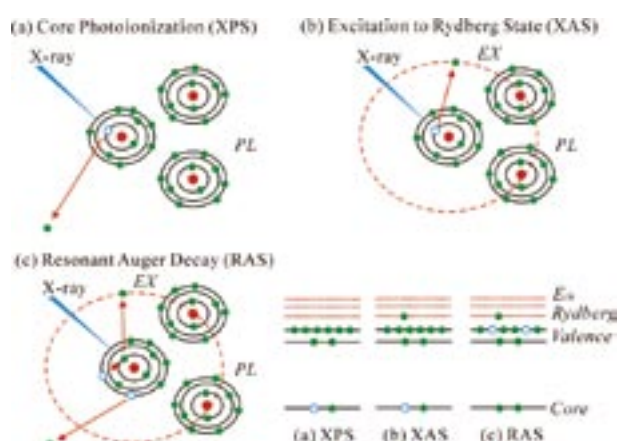 (a) Core Photoionization (XPS)
X-ray
PL
(b) Excitation to Rydberg State (XAS)
EX
X-ray
PL
(c) Resonant Auger Decay (RAS)
EX
X-ray
PL
Rydberg
Valence
Core
(a) XPS (b) XAS (c) RAS